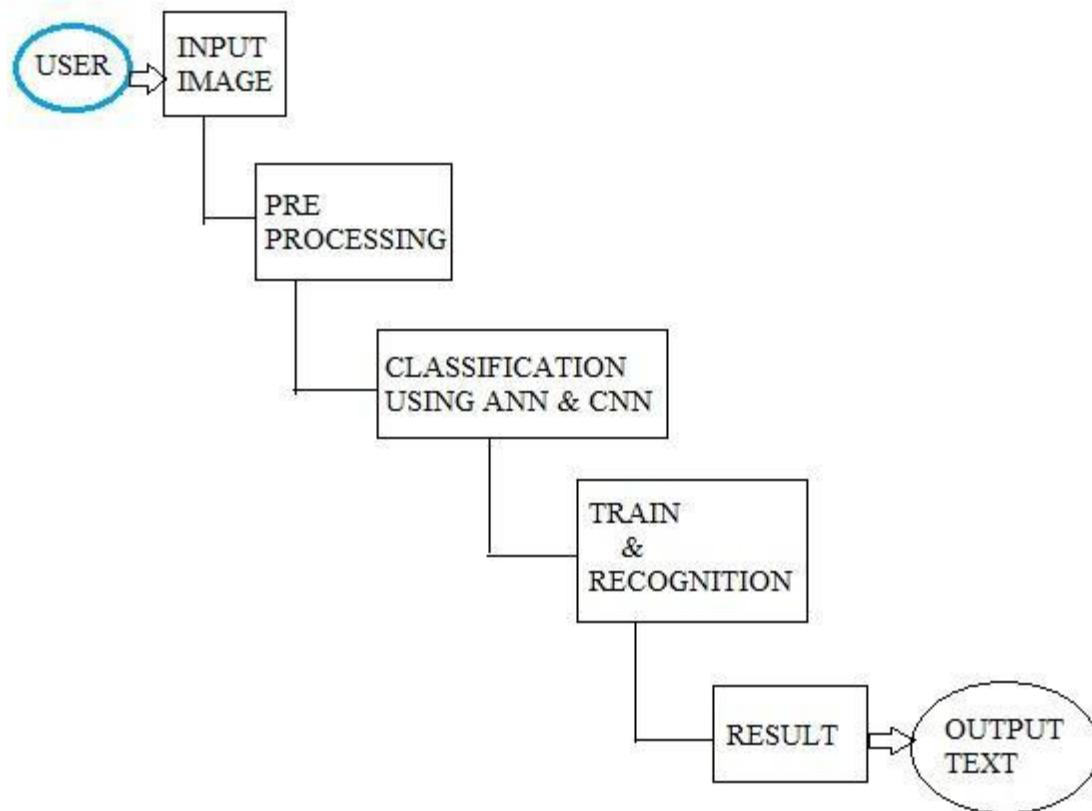 USER
INPUT
IMAGE
PRE
PROCESSING
CLASSIFICATION
USING ANN & CNN
TRAIN
&
RECOGNITION
RESULT
OUTPUT
TEXT